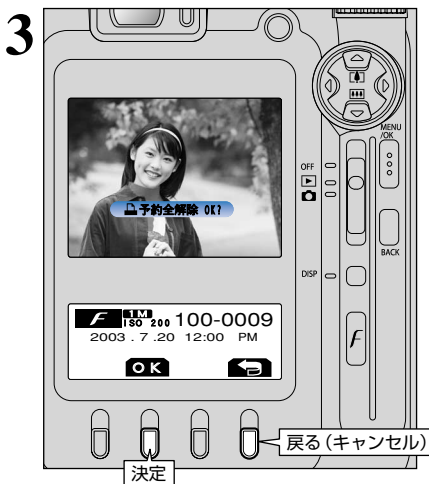 3
MENU
/OK
OFF
BACK
DISP
予約全解除 OK?
F 1M
ISO 200 100-0009
2003 . 7 .20 12:00 PM
OK
F
戻る(キャンセル)
決定